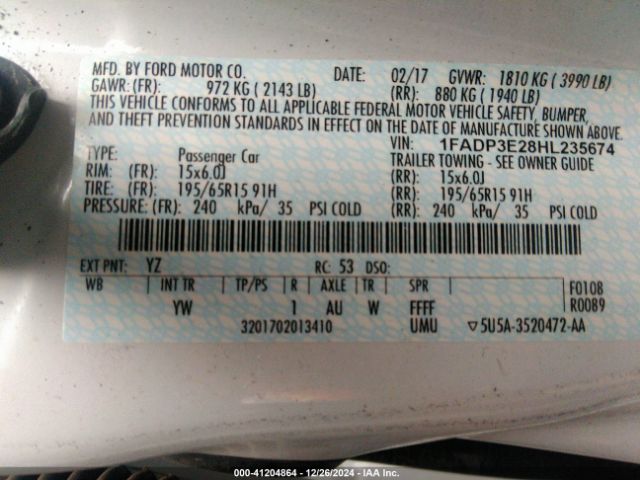 MFD. BY FORD MOTOR CO. DATE: 02/17 GVWR: 1810 KG ( 3990 LB)
GAWR: (FR): 972 KG ( 2143 LB) (RR): 880 KG ( 1940 LB)
THIS VEHICLE CONFORMS TO ALL APPLICABLE FEDERAL MOTOR VEHICLE SAFETY, BUMPER,
AND THEFT PREVENTION STANDARDS IN EFFECT ON THE DATE OF MANUFACTURE SHOWN ABOVE.
VIN: 1FADP3E28HL235674
TYPE: Passenger Car TRAILER TOWING - SEE OWNER GUIDE
RIM: (FR): 15x6.0J (RR): 15x6.0J
TIRE: (FR): 195/65R15 91H (RR): 195/65R15 91H
PRESSURE: (FR): 240 kPa/ 35 PSI COLD (RR): 240 kPa/ 35 PSI COLD
EXT PNT: YZ RC: 53 DSO:
WB INT TR TP/PS R AXLE TR SPR F0108
YW 1 AU W FFFF R0089
3201702013410 UMU ▽5U5A-3520472-AA
000-41204864 - 12/26/2024 - IAA Inc.